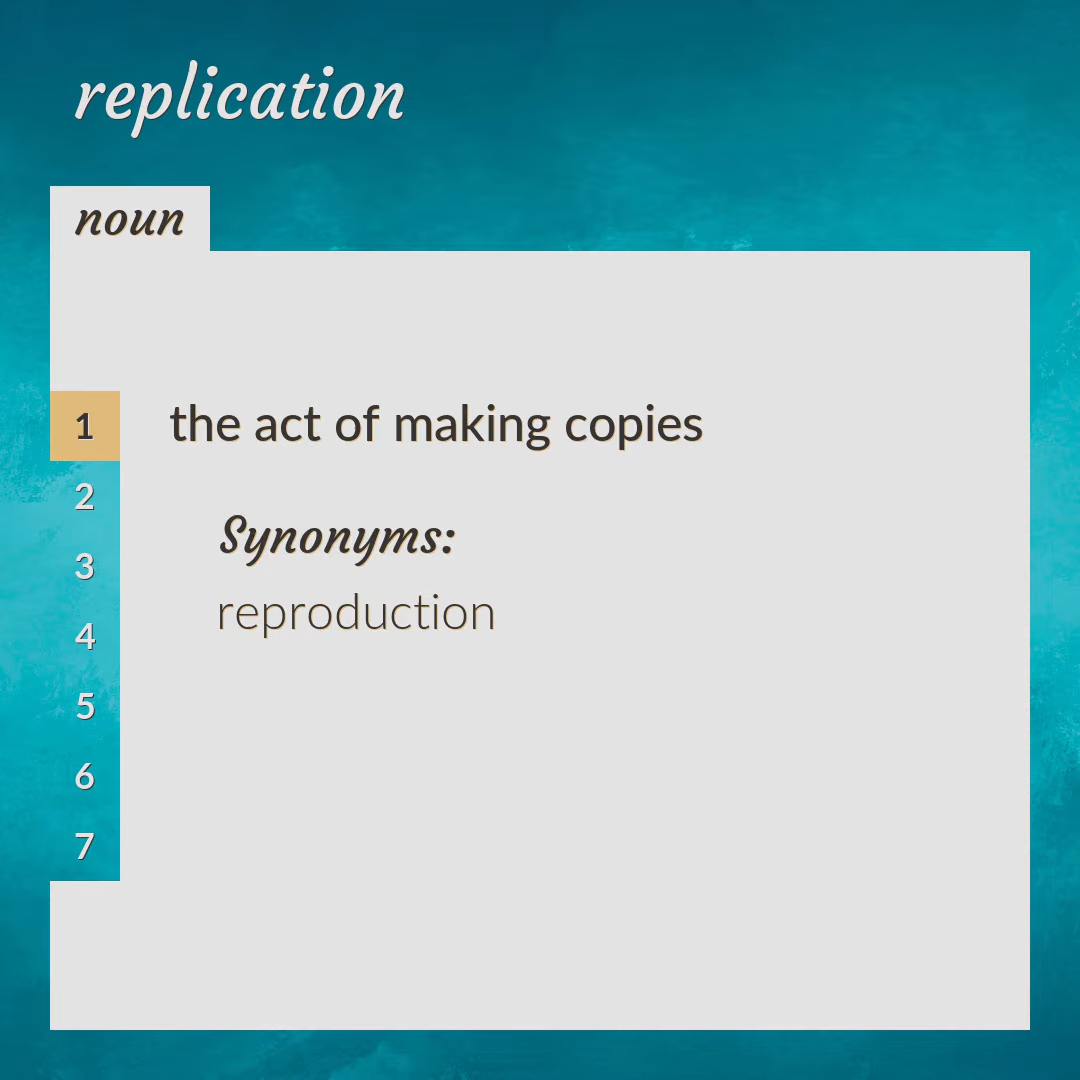 replication
noun
1
the act of making copies
2
Synonyms:
3
reproduction
4
5
6
7